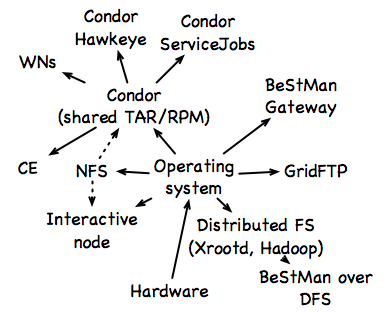 Condor
Hawkeye
Condor
ServiceJobs
WNs
Condor
(shared TAR/RPM)
BeStMan
Gateway
CE
NFS
Operating
system
GridFTP
Interactive
node
Distributed FS
(Xrootd, Hadoop)
BeStMan over
DFS
Hardware